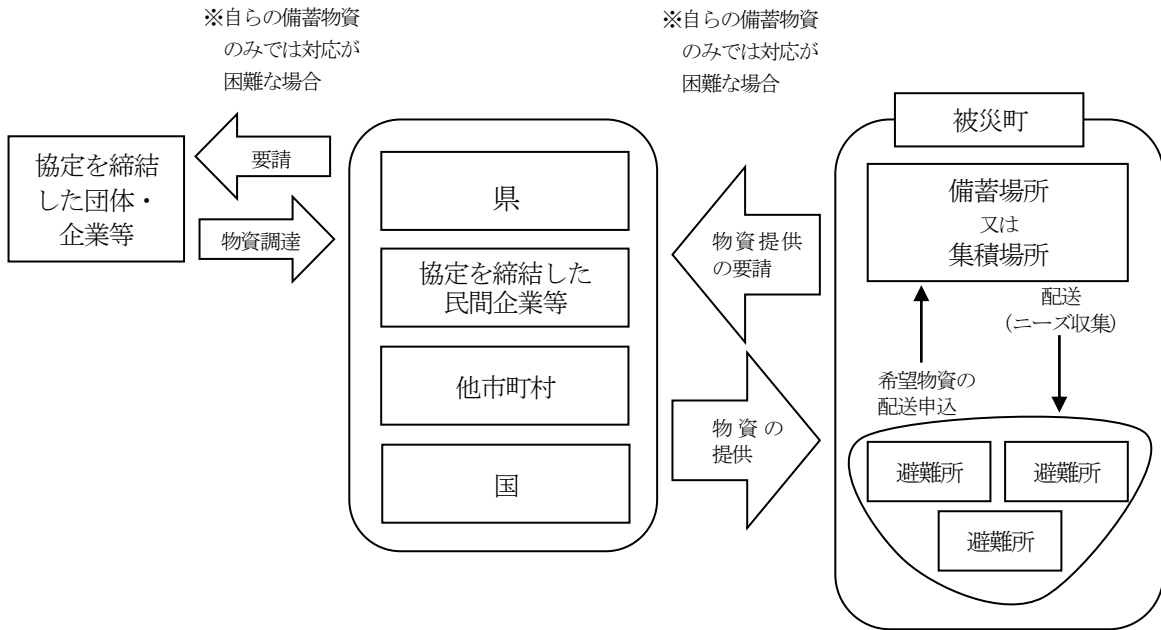 ※自らの備蓄物資
のみでは対応が
困難な場合
※自らの備蓄物資
のみでは対応が
困難な場合
協定を締結
した団体・
企業等
要請
物資調達
県
協定を締結した
民間企業等
他市町村
国
物資提供
の要請
物資の
提供
被災町
備蓄場所
又は
集積場所
配送
（ニーズ収集）
希望物資の
配送申込
避難所
避難所
避難所